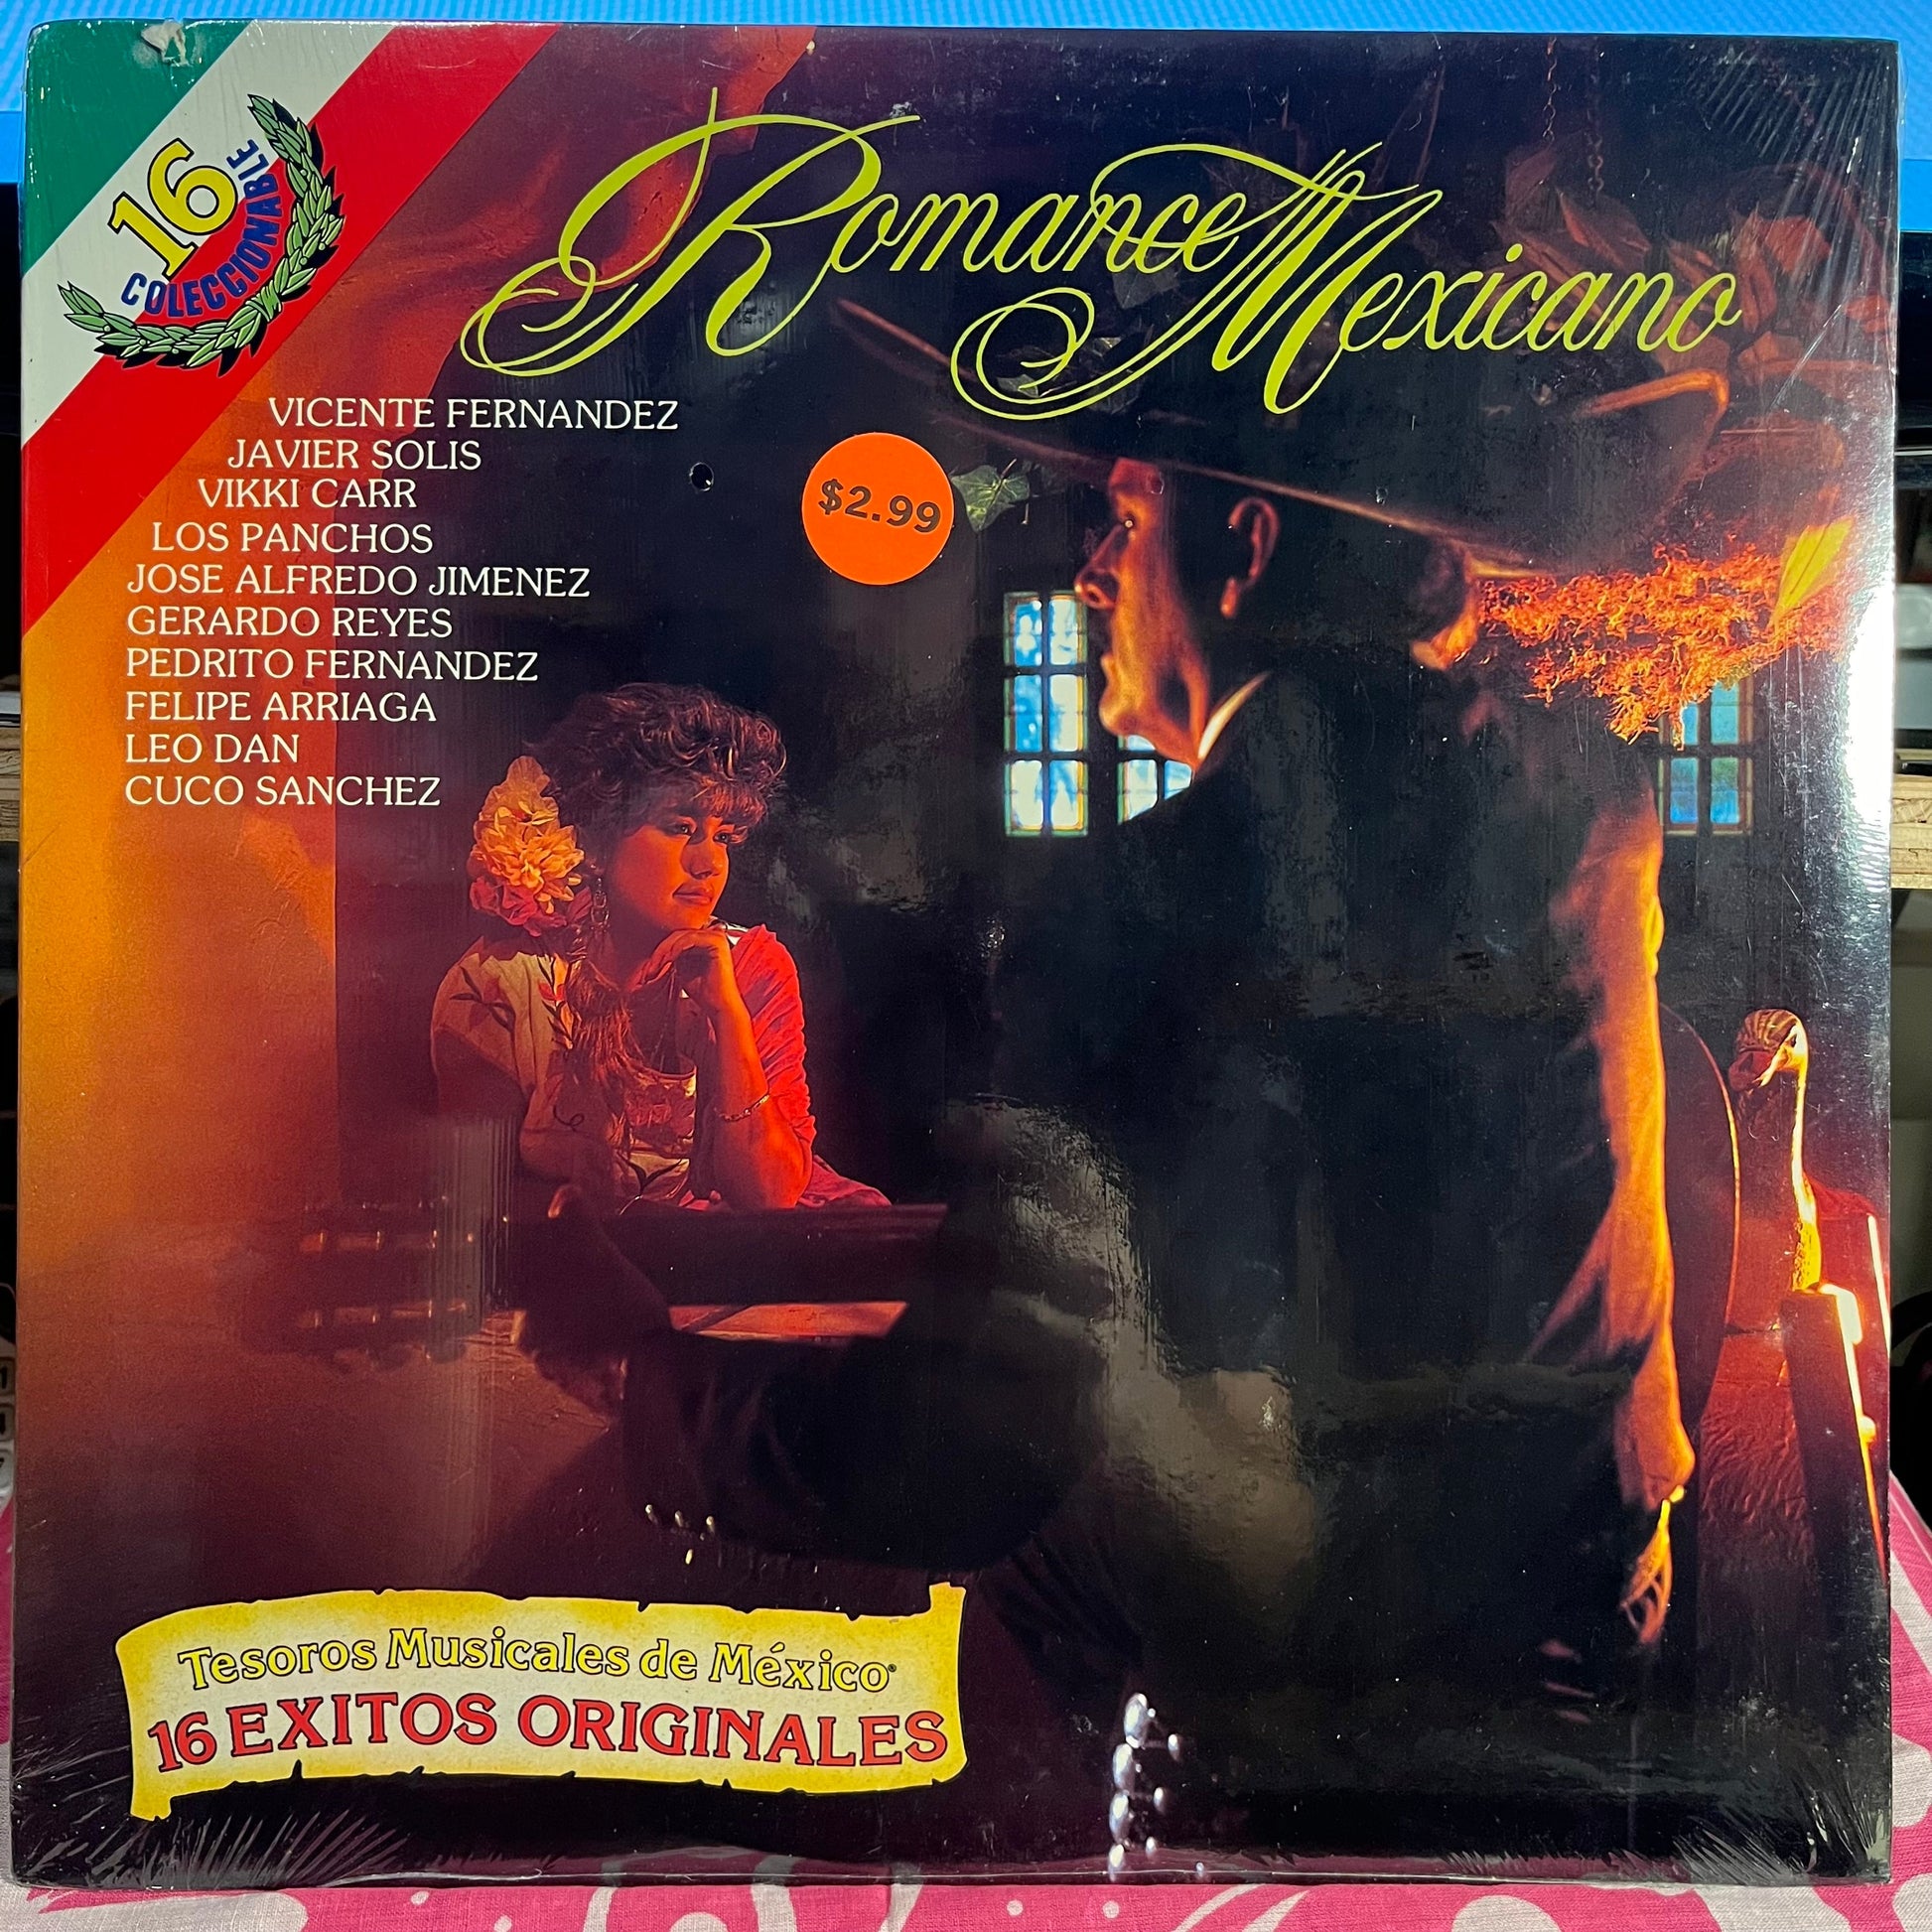 16
COLECCIONABLE
Romance Mexicano
VICENTE FERNANDEZ
JAVIER SOLIS
VIKKI CARR
LOS PANCHOS
JOSE ALFREDO JIMENEZ
GERARDO REYES
PEDRITO FERNANDEZ
FELIPE ARRIAGA
LEO DAN
CUCO SANCHEZ
$2.99
Tesoros Musicales de México
16 EXITOS ORIGINALES